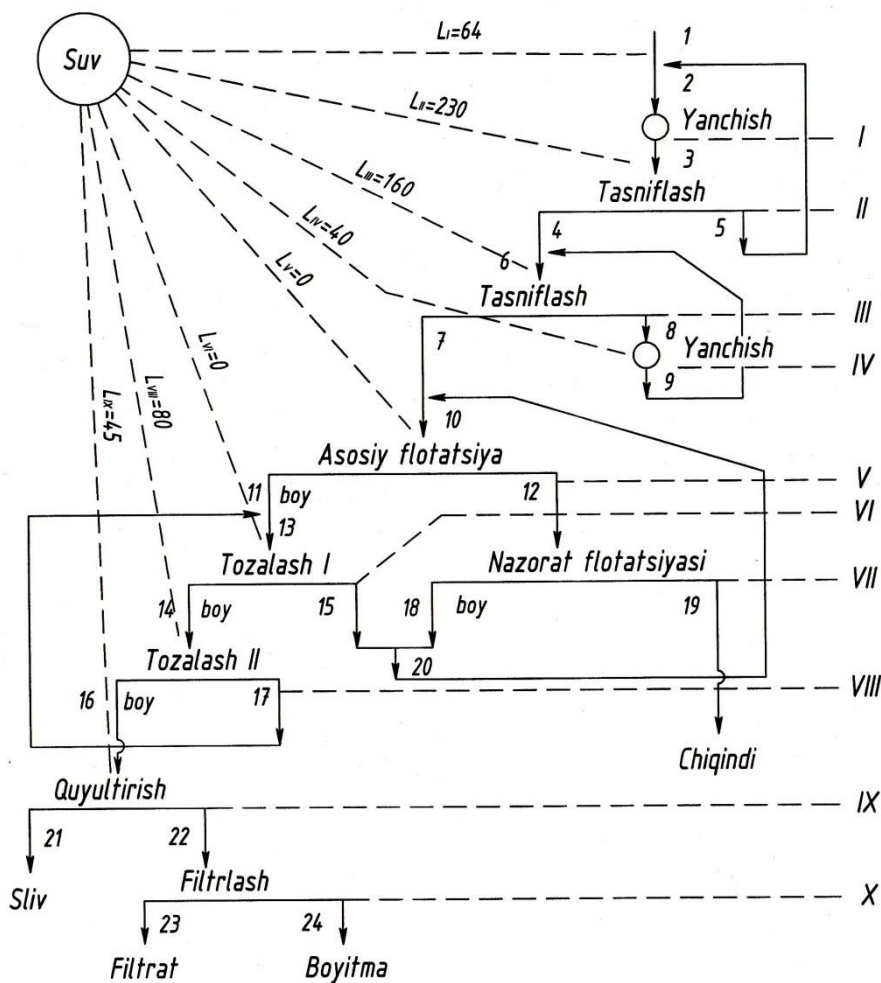 Suv
L_I=64
L_II=230
L_III=160
L_IV=40
L_V=0
L_VI=0
L_VIII=80
L_IX=45
1
2
Yanchish
I
3
Tasniflash
II
4
5
6
Tasniflash
III
7
8
Yanchish
IV
9
10
Asosiy flotatsiya
V
11
boy
12
VI
13
Tozalash I
Nazorat flotatsiyasi
VII
14
boy
15
18
boy
19
20
Tozalash II
VIII
16
boy
17
Chiqindi
Quyultirish
IX
21
22
Sliv
Filtrlash
X
23
24
Filtrat
Boyitma